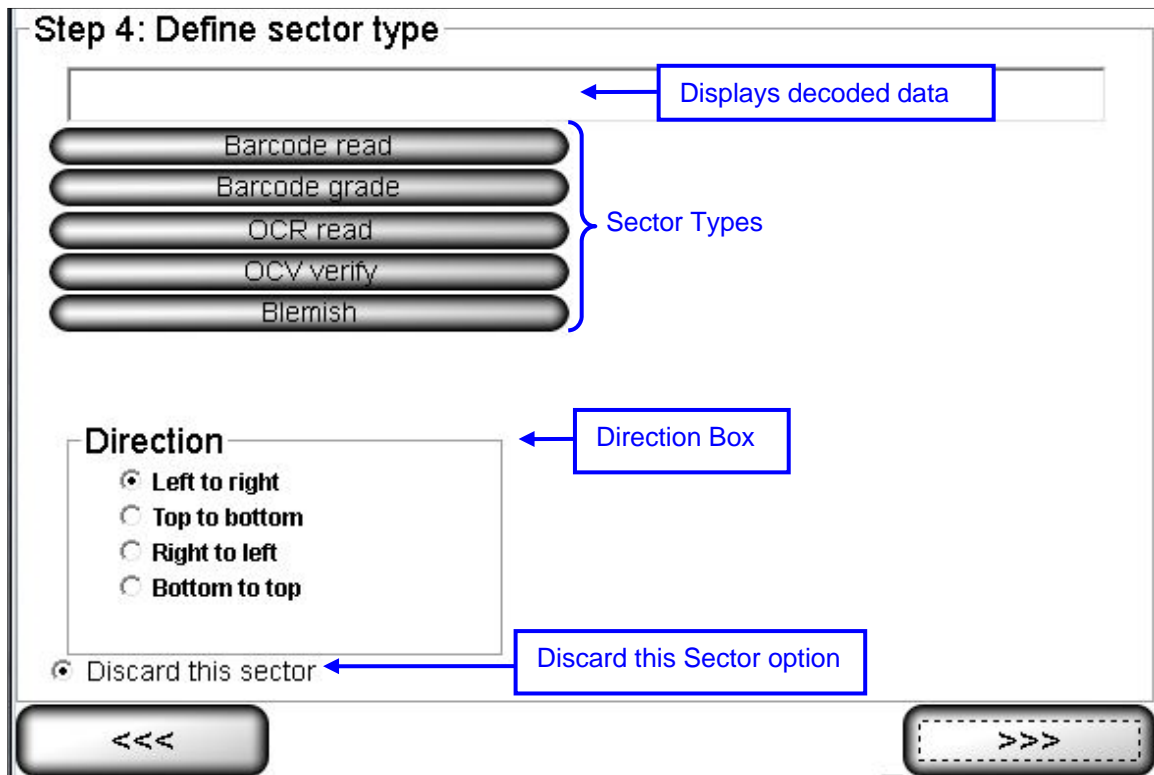 Step 4: Define sector type
Displays decoded data
Barcode read
Barcode grade
OCR read
OCV verify
Blemish
Sector Types
Direction
Direction Box
Left to right
Top to bottom
Right to left
Bottom to top
Discard this sector
Discard this Sector option
<<<
>>>